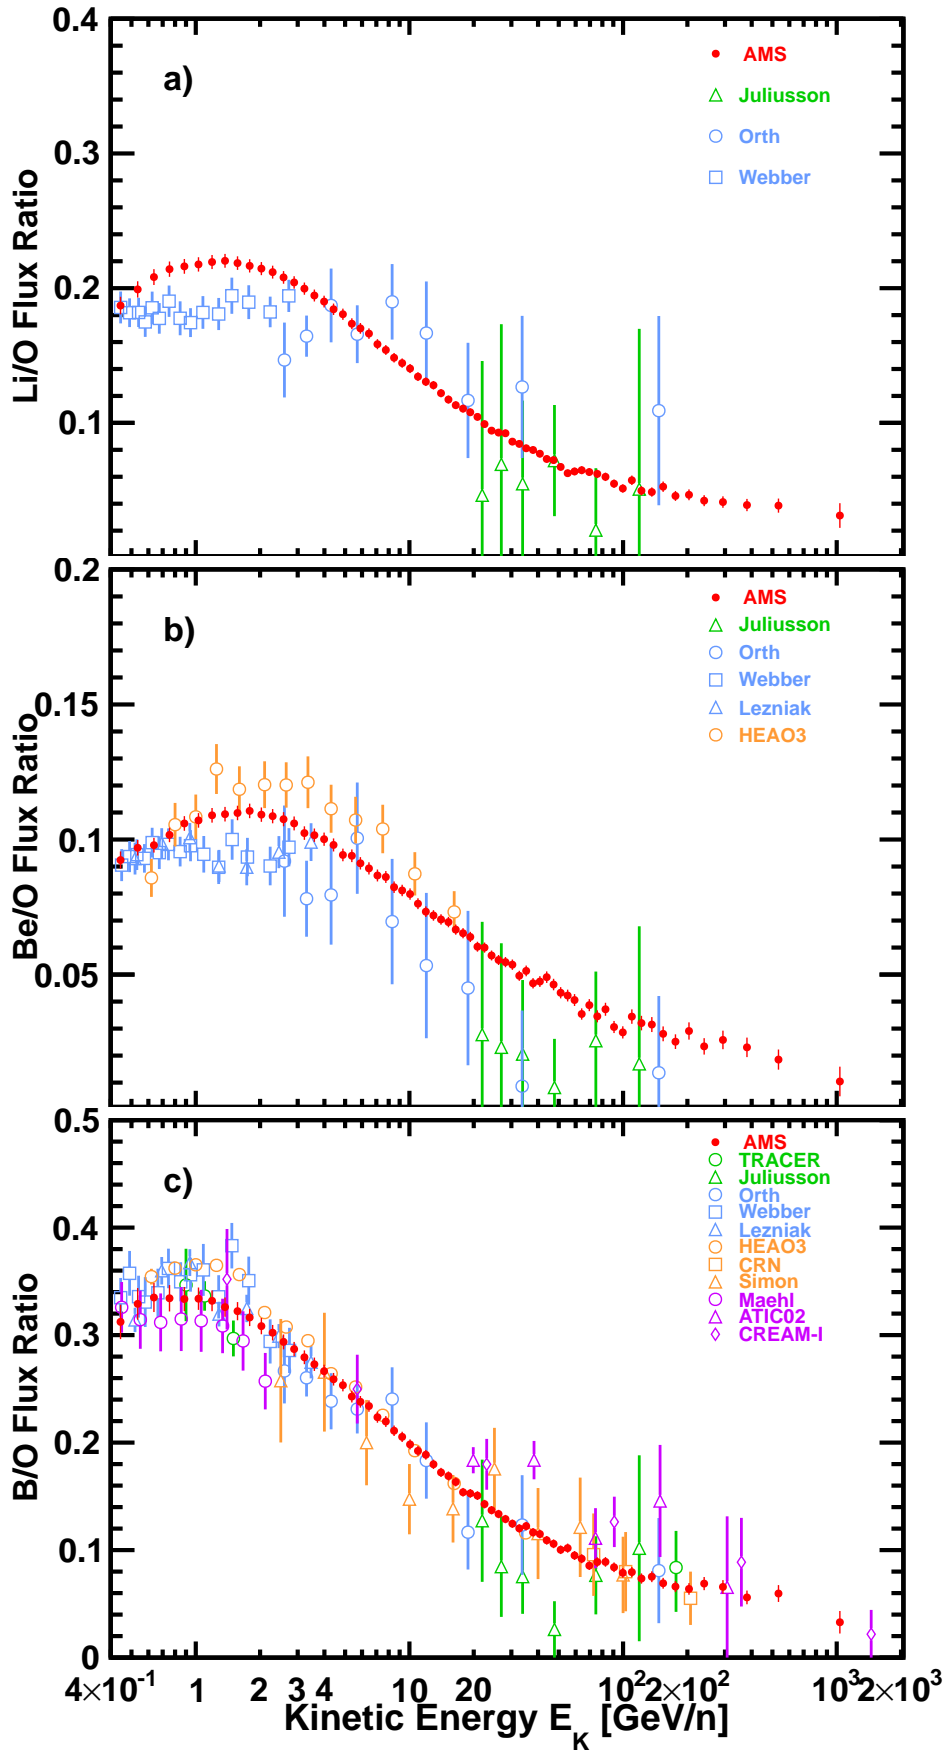 0.4
a)
AMS
Juliusson
Orth
Webber
0.3
0.2
0.1
Li/O Flux Ratio
0.2
b)
AMS
Juliusson
Orth
Webber
Lezniak
HEAO3
0.15
0.1
0.05
Be/O Flux Ratio
0.5
c)
AMS
TRACER
Juliusson
Orth
Webber
Lezniak
HEAO3
CRN
Simon
Maehl
ATIC02
CREAM-I
0.4
0.3
0.2
0.1
0
B/O Flux Ratio
4×10⁻¹ 1 2 3 4 10 20 10² 2×10² 10³ 2×10³
Kinetic Energy E_K [GeV/n]